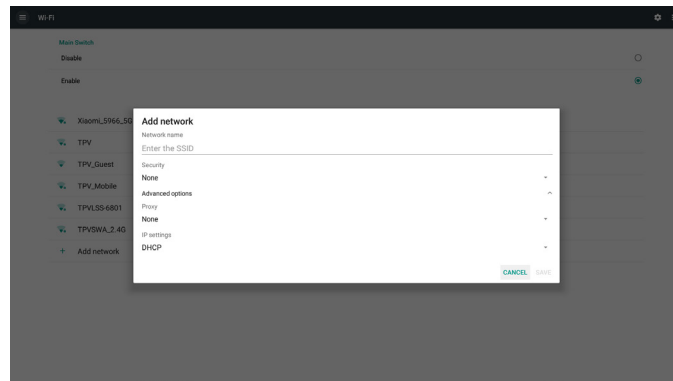 Wi-Fi
Main Switch
Disable
Enable
Xiaomi_5966_5G
TPV
TPV_Guest
TPV_Mobile
TPVLSS-6801
TPVSWA_2.4G
Add network
Add network
Network name
Enter the SSID
Security
None
Advanced options
Proxy
None
IP settings
DHCP
CANCEL SAVE